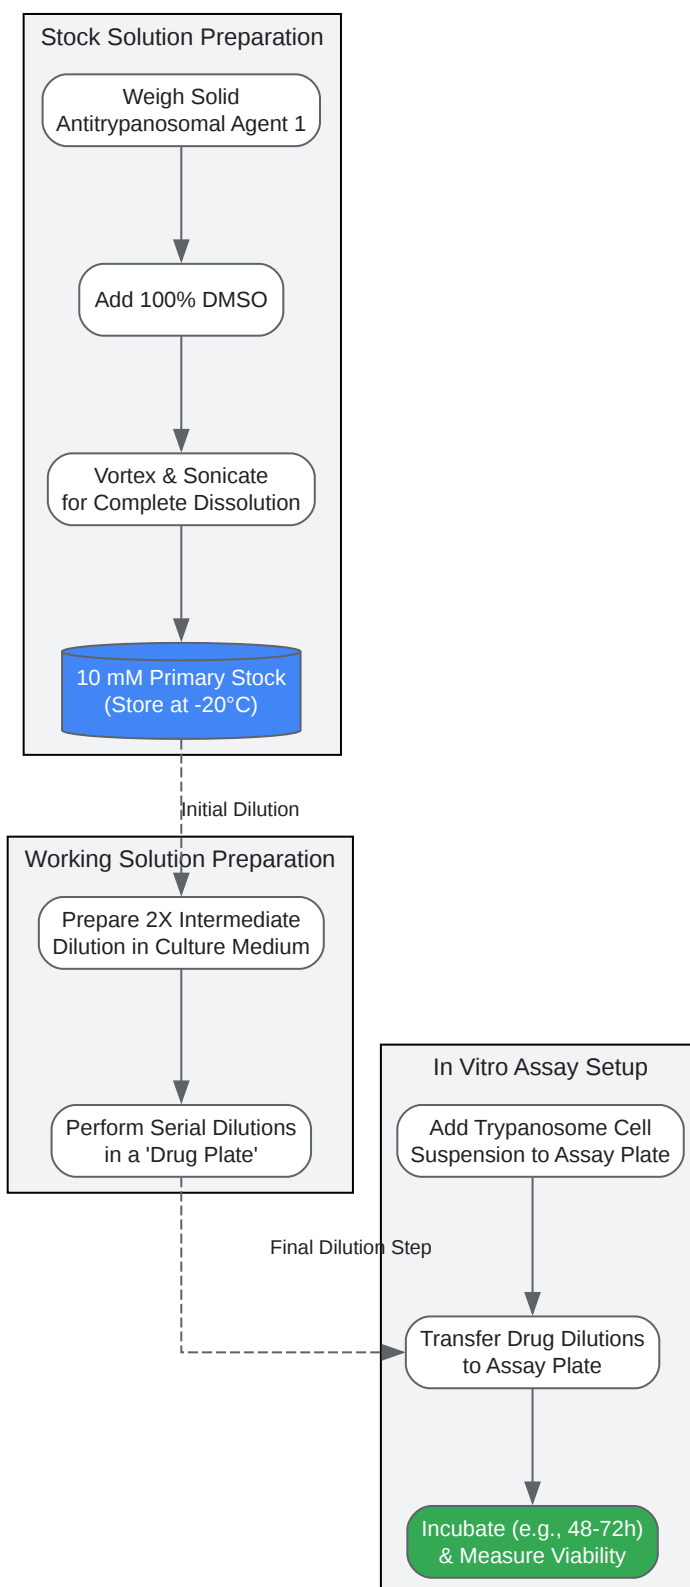 Stock Solution Preparation
Weigh Solid
Antitrypanosomal Agent 1
Add 100% DMSO
Vortex & Sonicate
for Complete Dissolution
10 mM Primary Stock
(Store at -20°C)
Initial Dilution
Working Solution Preparation
Prepare 2X Intermediate
Dilution in Culture Medium
Perform Serial Dilutions
in a 'Drug Plate'
Final Dilution Step
In Vitro Assay Setup
Add Trypanosome Cell
Suspension to Assay Plate
Transfer Drug Dilutions
to Assay Plate
Incubate (e.g., 48-72h)
& Measure Viability